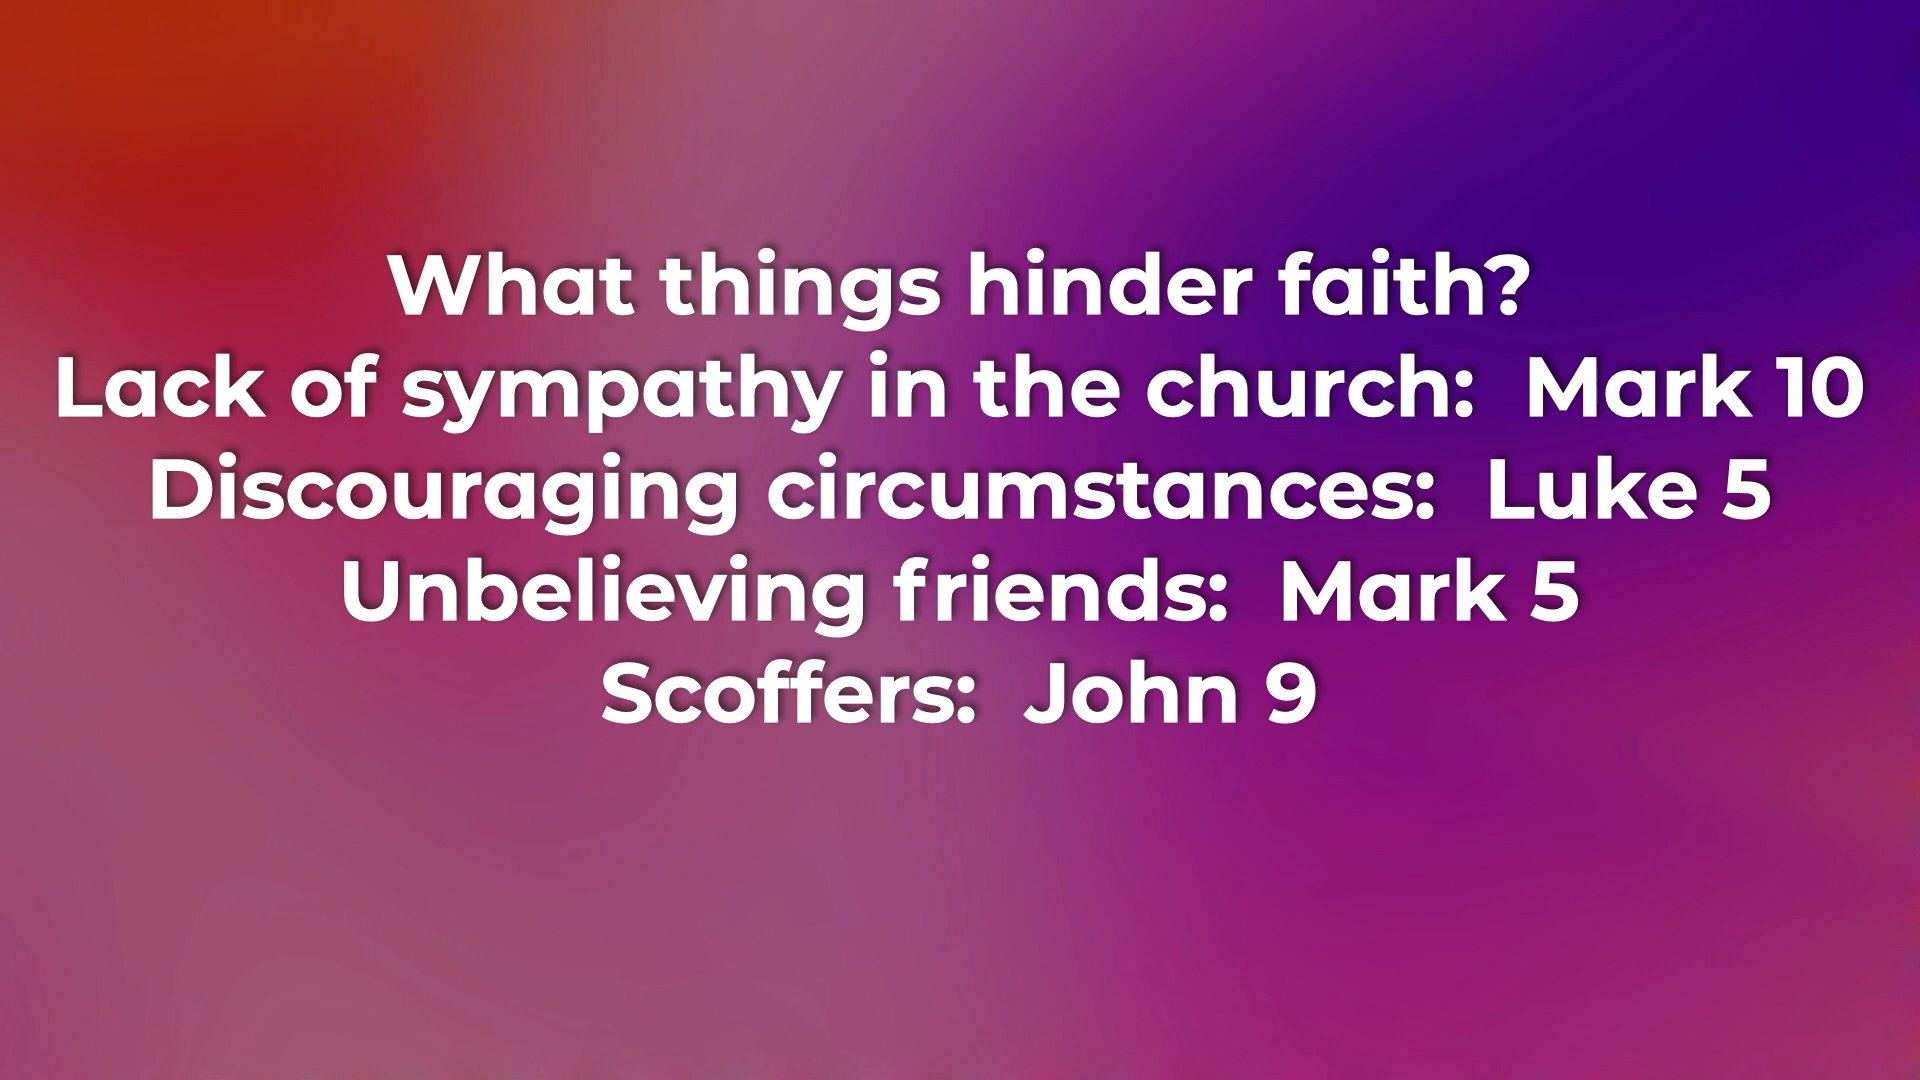 What things hinder faith?
Lack of sympathy in the church:  Mark 10
Discouraging circumstances:  Luke 5
Unbelieving friends:  Mark 5
Scoffers:  John 9